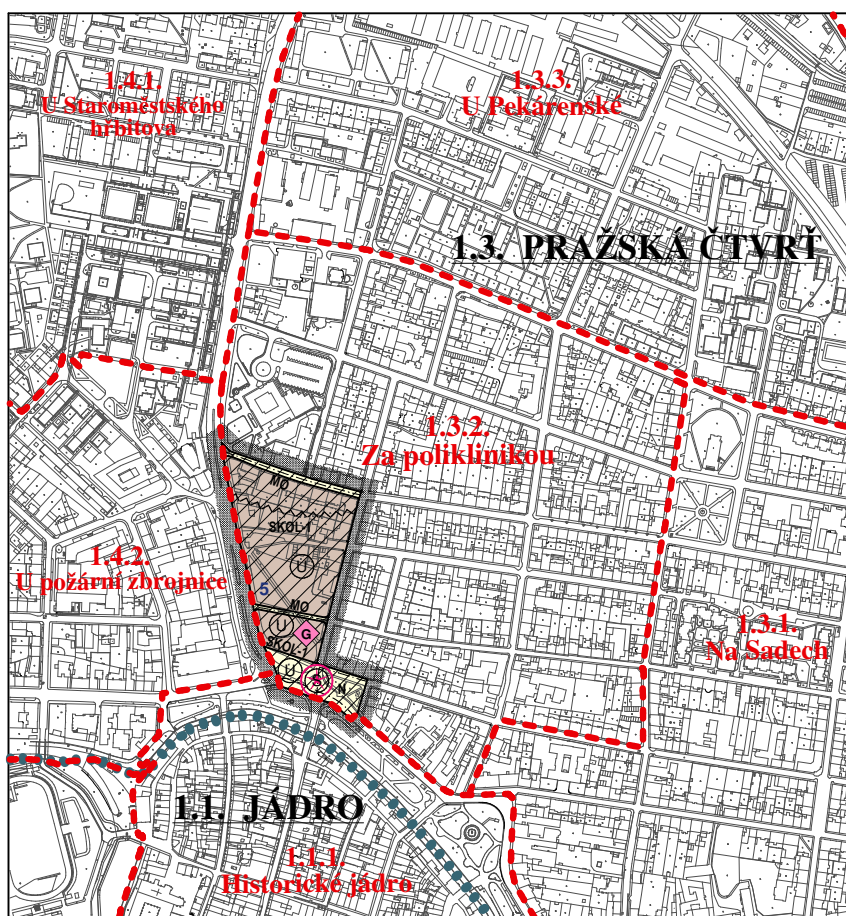 1.4.1.
U Staroměstského
hřbitova
1.3.3.
U Pekárenské
1.3. PRAŽSKÁ ČTVRŤ
1.3.2.
Za poliklinikou
MO
SKOL-1
U
1.4.2.
U požární zbrojnice
5
MO
U
G
SKOL-1
1.3.1.
Na Sadech
U
N
1.1. JÁDRO
1.1.1.
Historické jádro